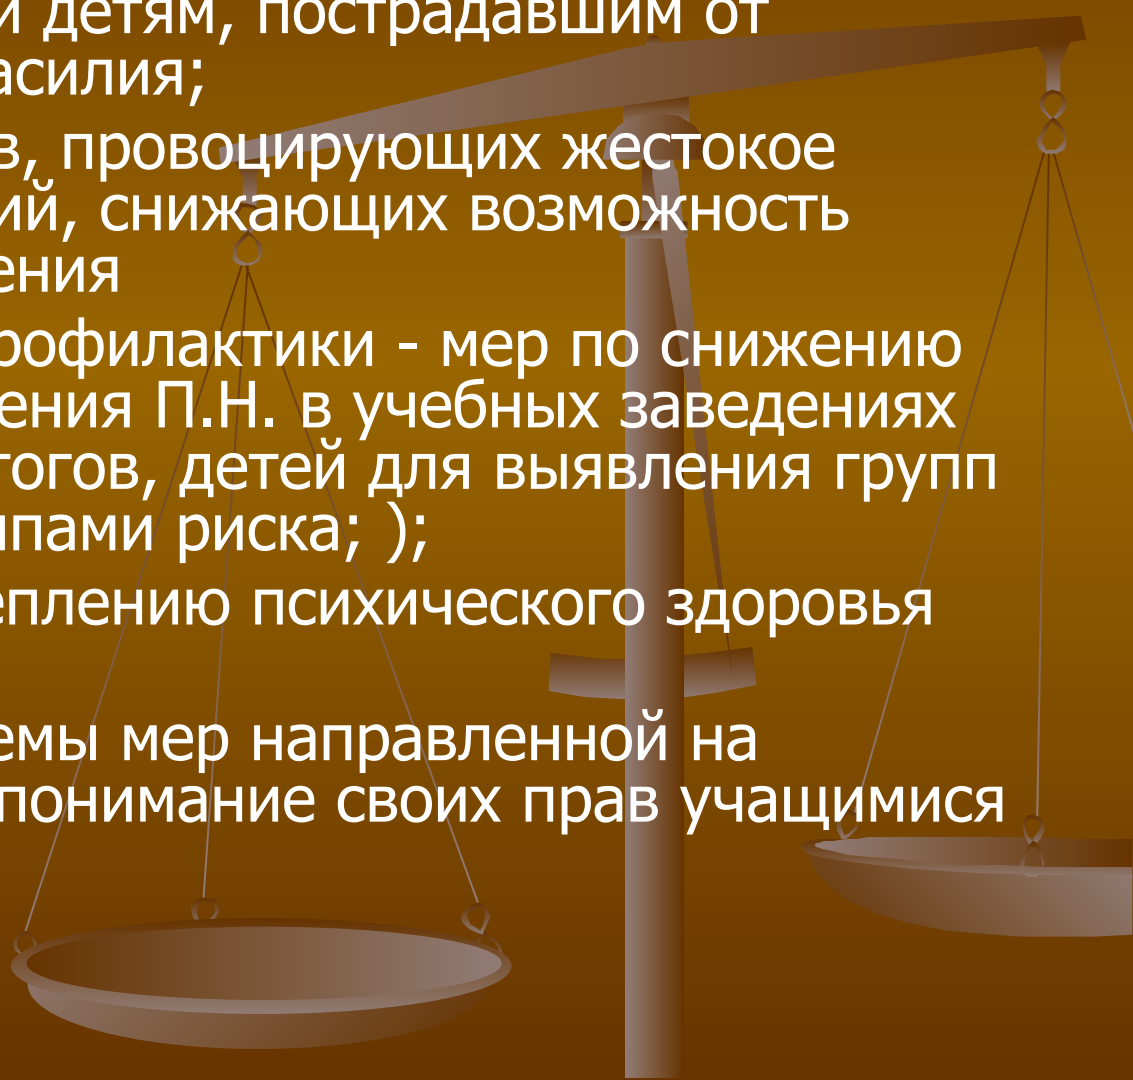 и детям, пострадавшим от
асилия;
в, провоцирующих жестокое
ий, снижающих возможность
ения
рофилактики - мер по снижению
ения П.Н. в учебных заведениях
гогов, детей для выявления групп
ппами риска; );
еплению психического здоровья
емы мер направленной на
понимание своих прав учащимися